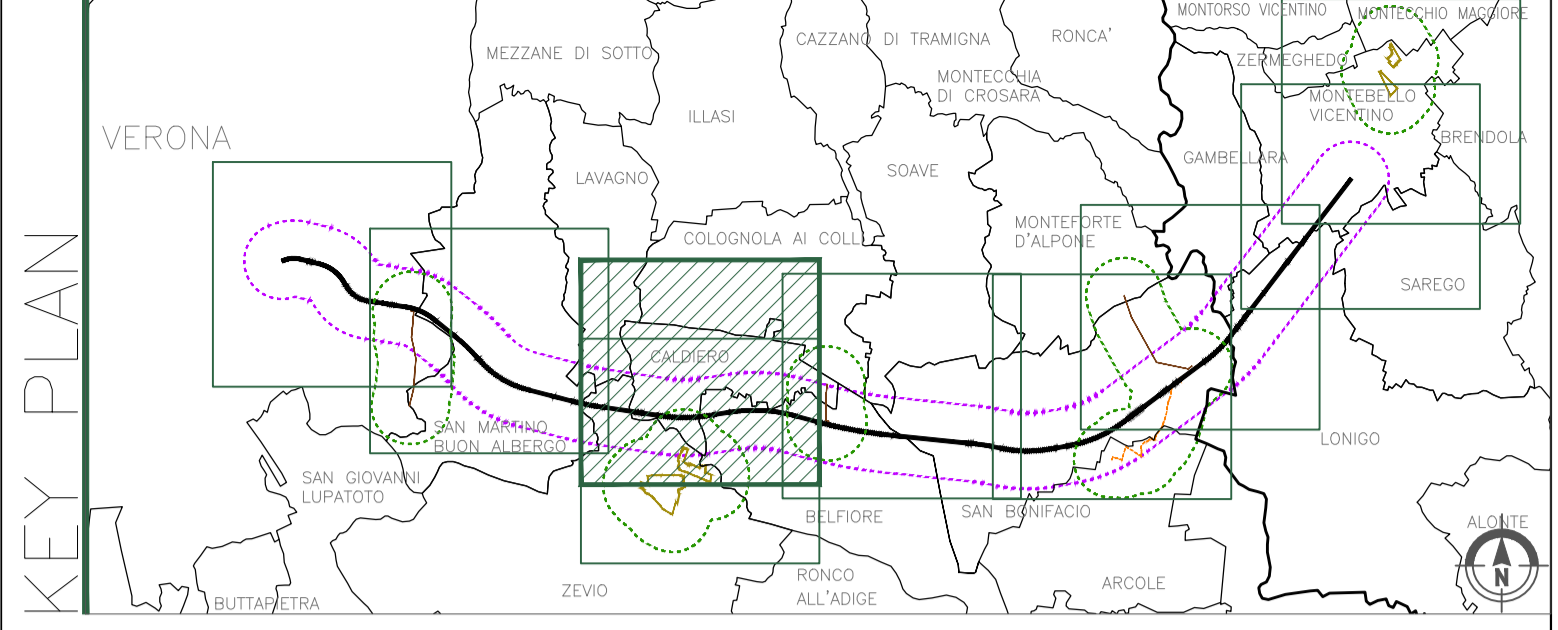 KEY PLAN
MONTORSO VICENTINO
MONTECCHIO MAGGIORE
MEZZANE DI SOTTO
CAZZANO DI TRAMIGNA
RONCA'
ZERMEGHEDO
MONTECCHIA
DI CROSARA
MONTEBELLO
VICENTINO
ILLASI
VERONA
BRENDOLA
GAMBELLARA
SOAVE
LAVAGNO
MONTEFORTE
D'ALPONE
COLOGNOLA AI COLLI
SAREGO
CALDIERO
SAN MARTINO
BUON ALBERGO
LONIGO
SAN GIOVANNI
LUPATOTO
BELFIORE
SAN BONIFACIO
ALONTE
N
RONCO
ALL'ADIGE
ARCOLE
ZEVIO
BUTTAPIETRA